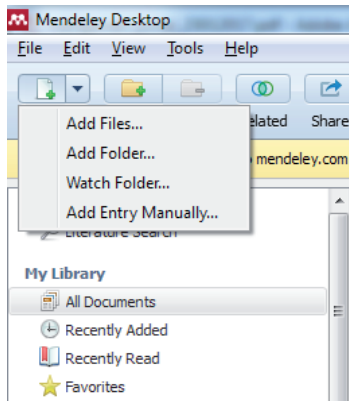 Mendeley Desktop
File Edit View Tools Help
Add Files...
elated Share
Add Folder...
mendeley.com
Watch Folder...
Add Entry Manually...
Literature Search
My Library
All Documents
Recently Added
Recently Read
Favorites